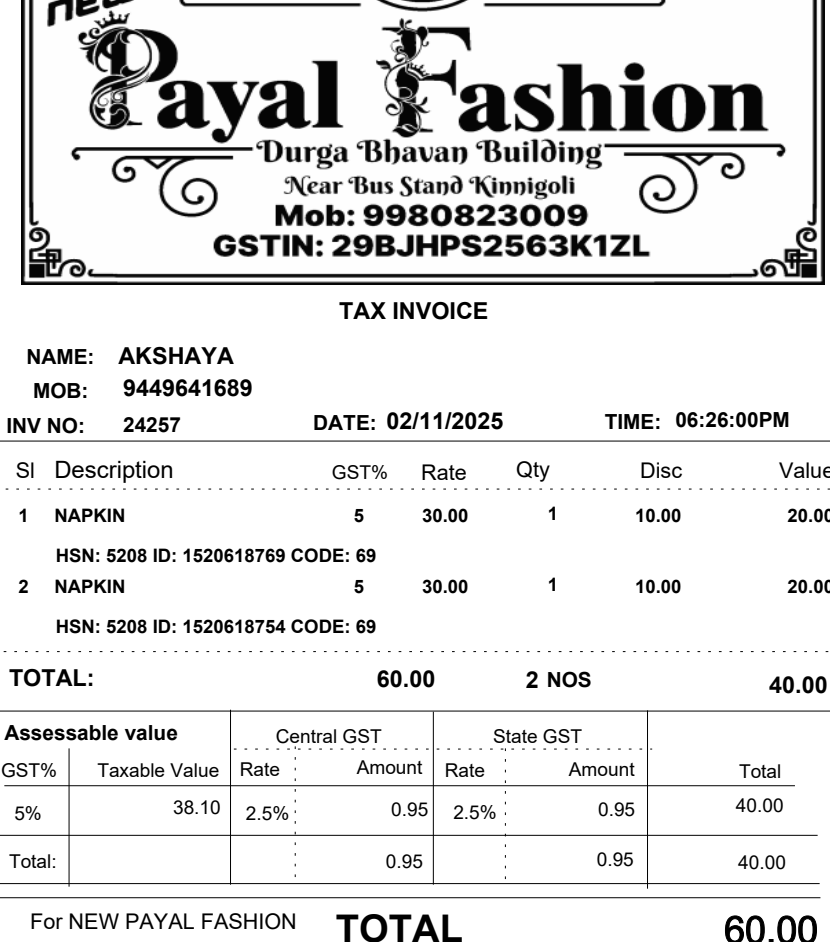 new
Payal Fashion
Durga Bhavan Building
Near Bus Stand Kinnigoli
Mob: 9980823009
GSTIN: 29BJHPS2563K1ZL
TAX INVOICE
NAME: AKSHAYA
MOB: 9449641689
INV NO: 24257 DATE: 02/11/2025 TIME: 06:26:00PM
Sl Description GST% Rate Qty Disc Value
1 NAPKIN 5 30.00 1 10.00 20.00
HSN: 5208 ID: 1520618769 CODE: 69
2 NAPKIN 5 30.00 1 10.00 20.00
HSN: 5208 ID: 1520618754 CODE: 69
TOTAL: 60.00 2 NOS 40.00
Assessable value Central GST State GST
GST% Taxable Value Rate Amount Rate Amount Total
5% 38.10 2.5% 0.95 2.5% 0.95 40.00
Total: 0.95 0.95 40.00
For NEW PAYAL FASHION TOTAL 60.00